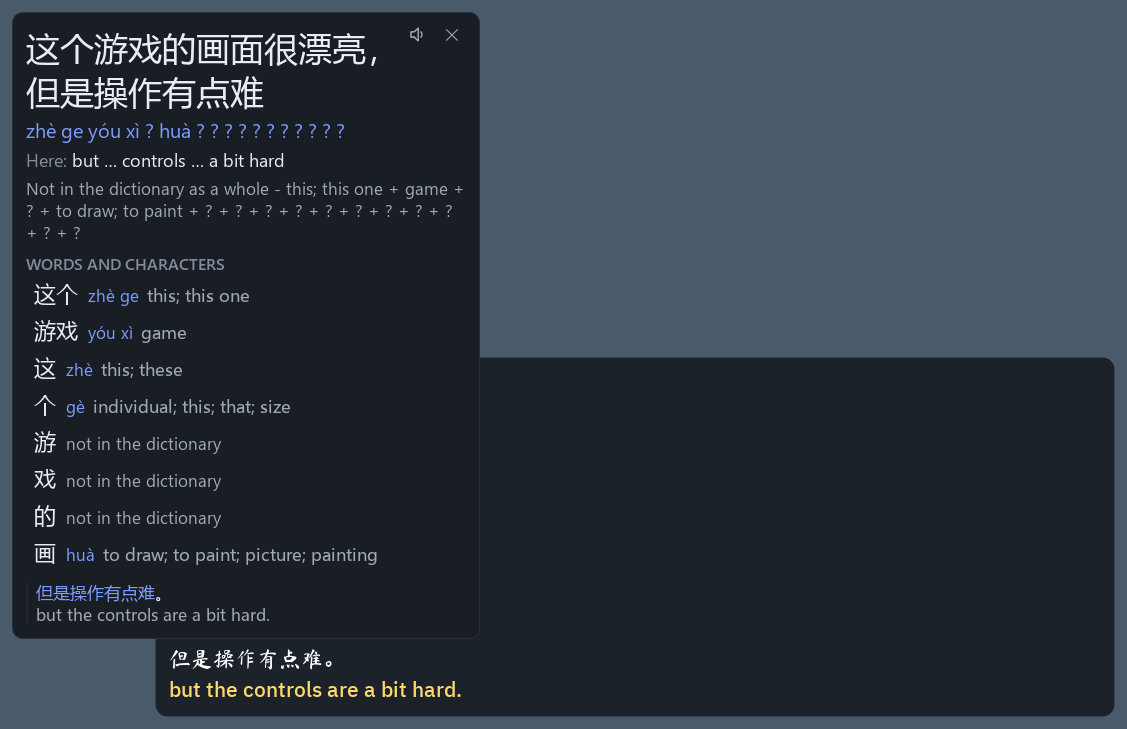 这个游戏的画面很漂亮，
但是操作有点难
zhè ge yóu xì ? huà ? ? ? ? ? ? ? ? ? ? ?
Here: but ... controls ... a bit hard
Not in the dictionary as a whole - this; this one + game +
? + to draw; to paint + ? + ? + ? + ? + ? + ? + ? + ? + ?
+ ? + ?
WORDS AND CHARACTERS
这个 zhè ge this; this one
游戏 yóu xì game
这 zhè this; these
个 gè individual; this; that; size
游 not in the dictionary
戏 not in the dictionary
的 not in the dictionary
画 huà to draw; to paint; picture; painting
但是操作有点难。
but the controls are a bit hard.
但是操作有点难。
but the controls are a bit hard.